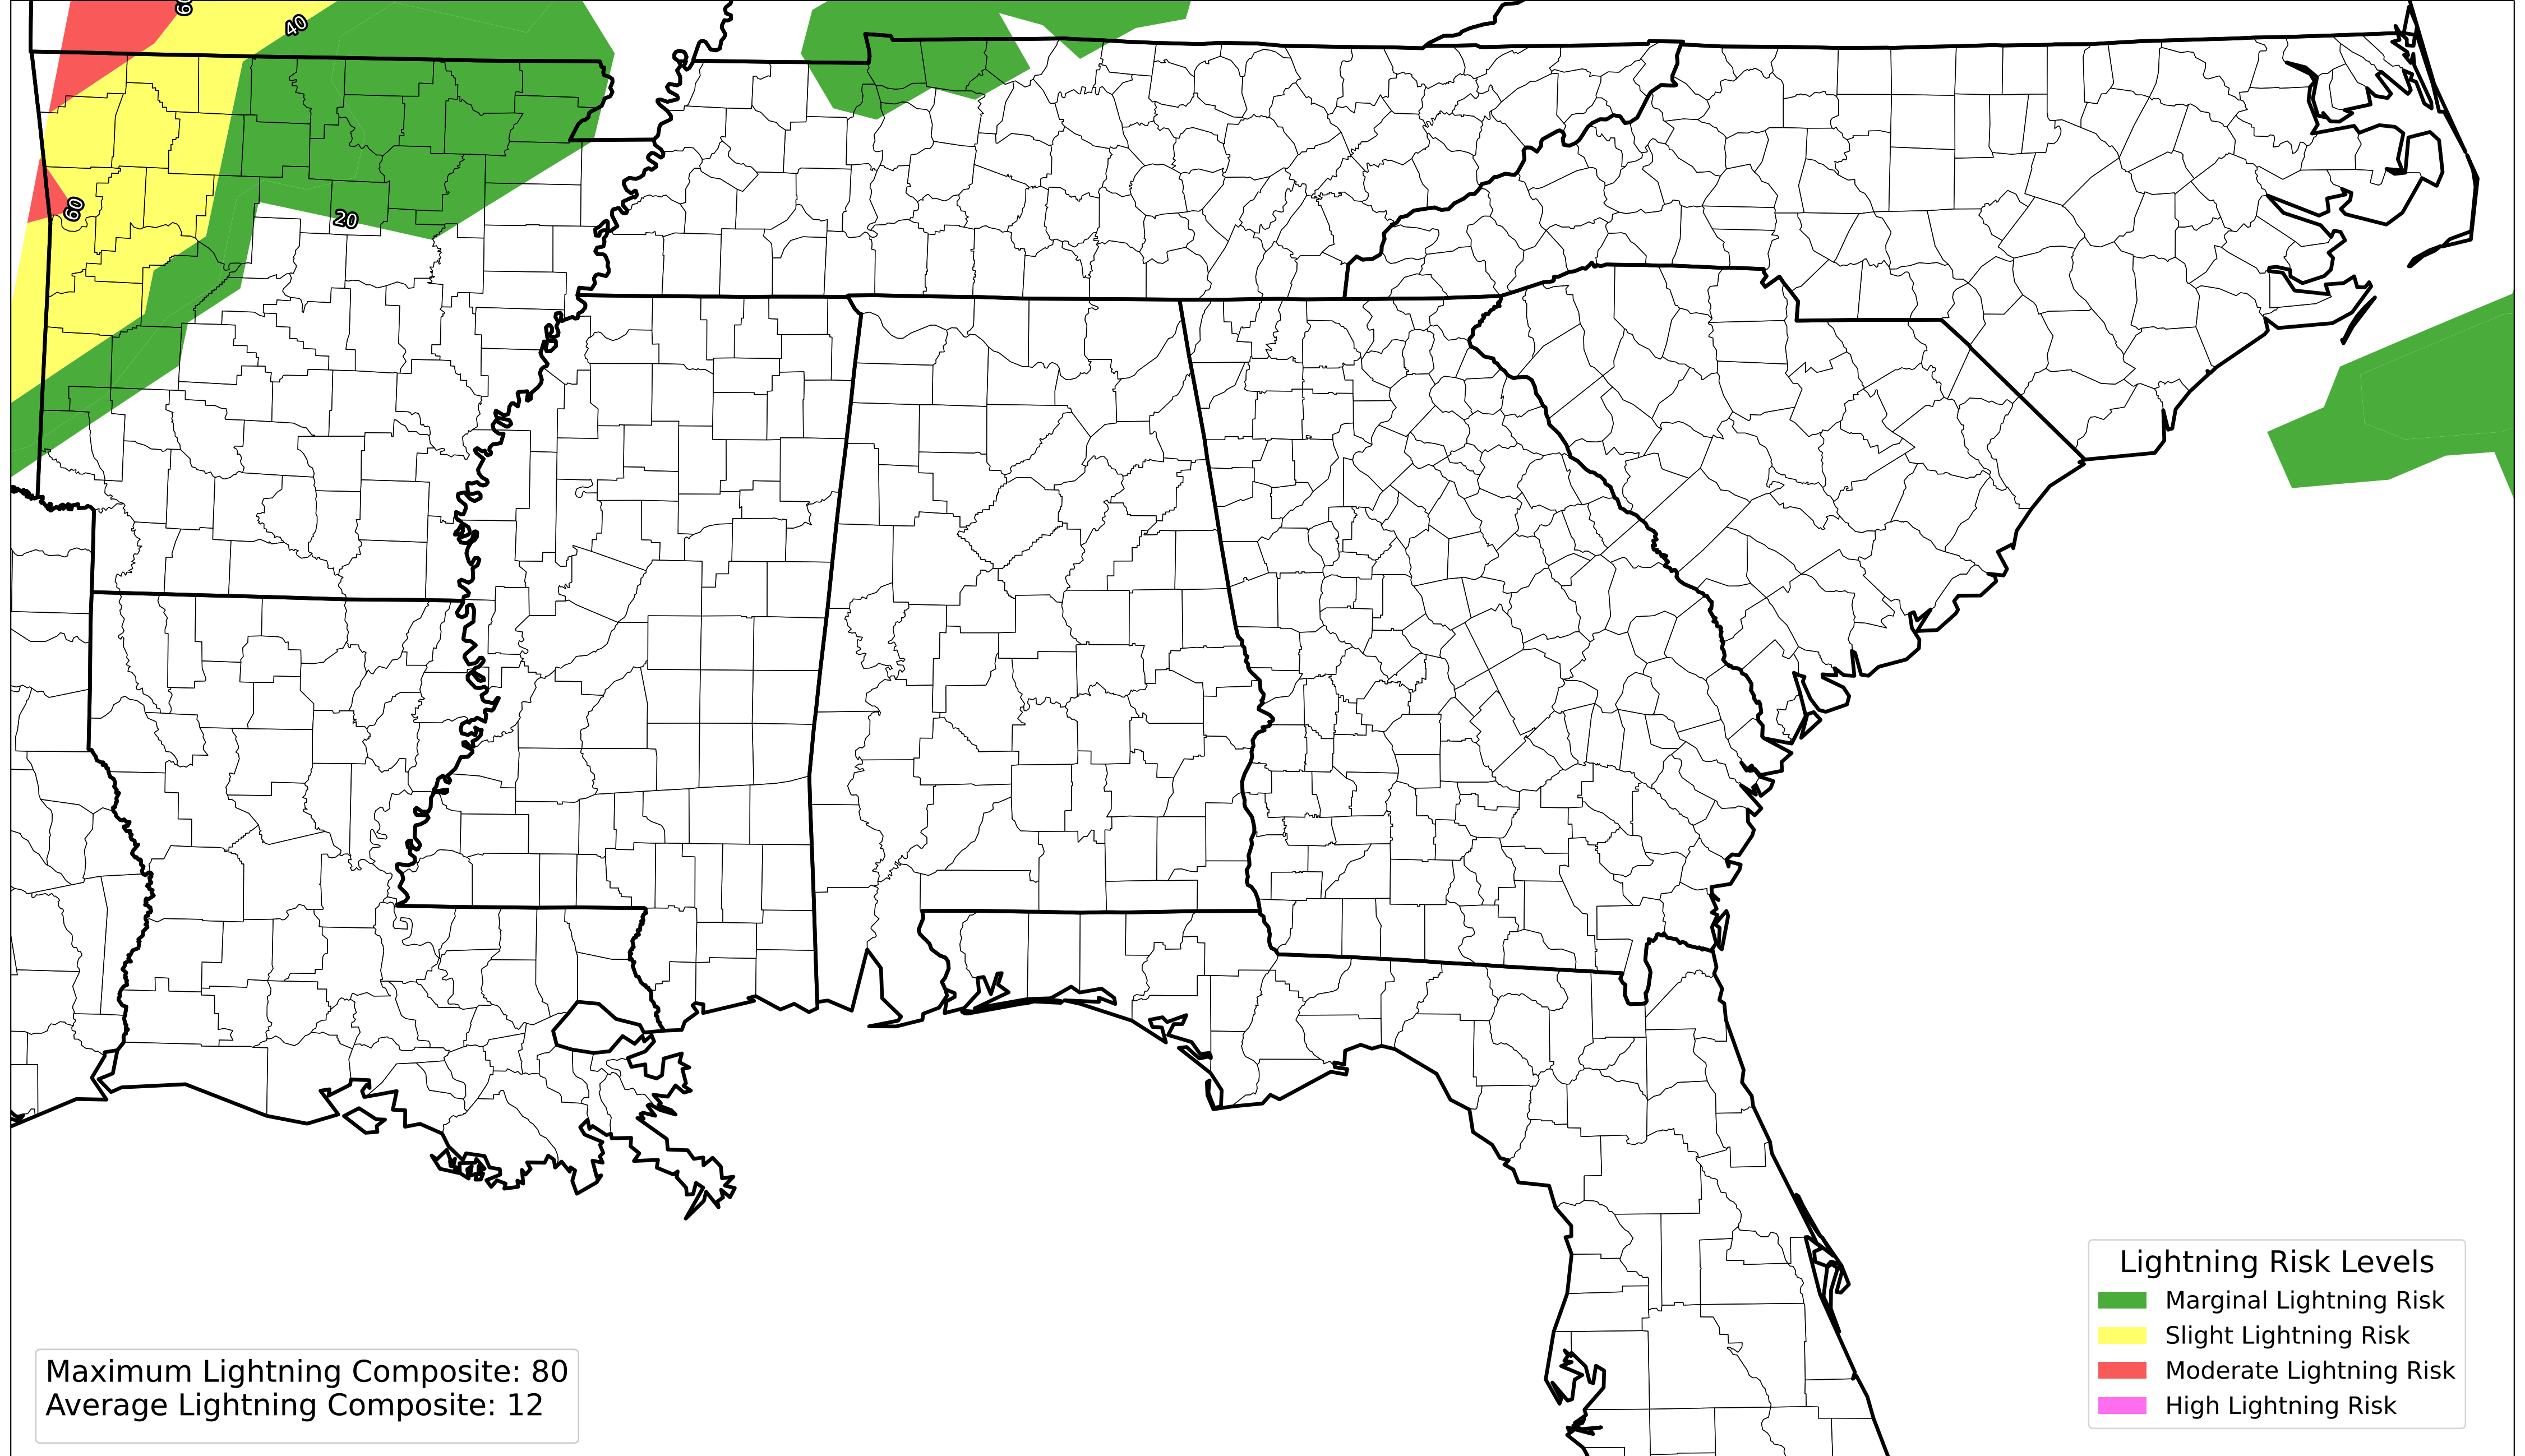 40
60
20
Maximum Lightning Composite: 80
Average Lightning Composite: 12
Lightning Risk Levels
Marginal Lightning Risk
Slight Lightning Risk
Moderate Lightning Risk
High Lightning Risk